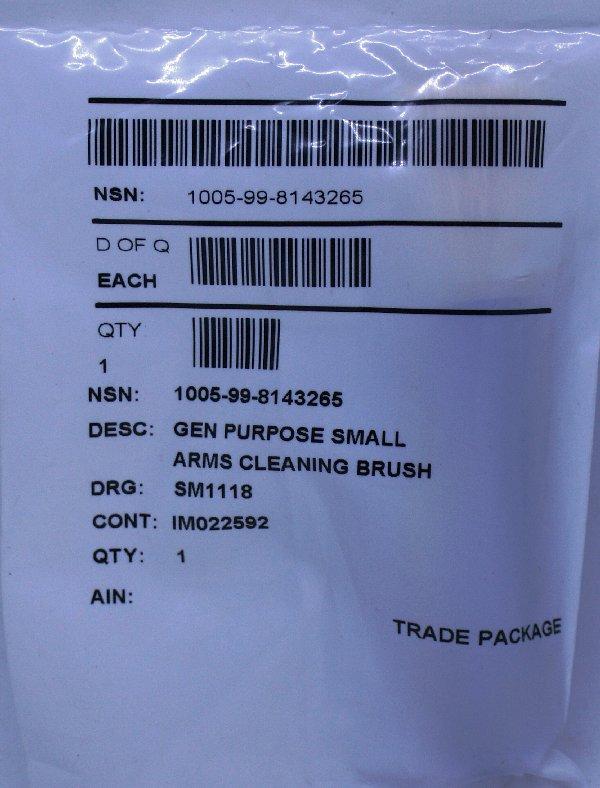 NSN: 1005-99-8143265
D OF Q
EACH
QTY
1
NSN: 1005-99-8143265
DESC: GEN PURPOSE SMALL
ARMS CLEANING BRUSH
DRG: SM1118
CONT: IM022592
QTY: 1
AIN:
TRADE PACKAGE